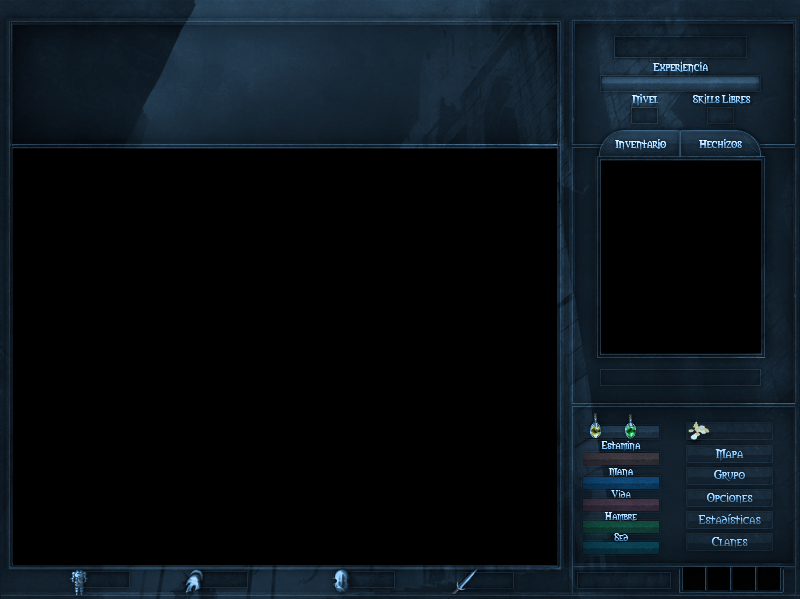 Experiencia
Nivel
Skills Libres
Inventario
Hechizos
Estamina
Mana
Vida
Hambre
Sed
Mapa
Grupo
Opciones
Estadísticas
Clanes